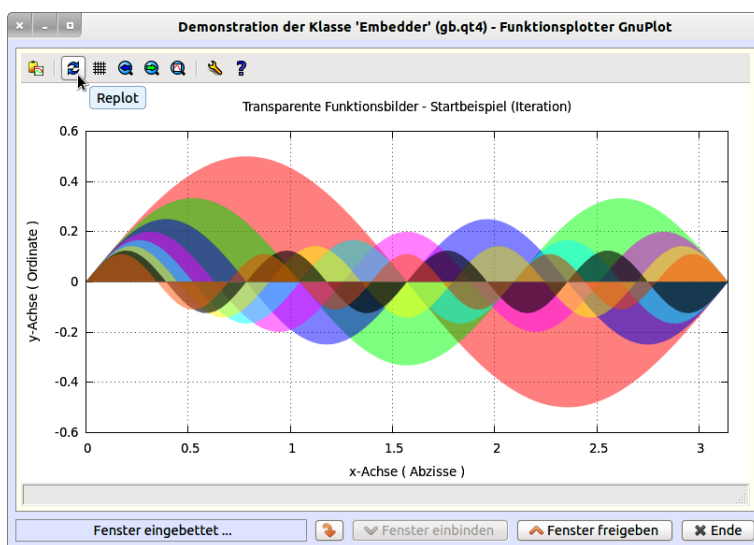 Demonstration der Klasse 'Embedder' (gb.qt4) - Funktionsplotter GnuPlot
?
Replot
Transparente Funktionsbilder - Startbeispiel (Iteration)
0.6
0.4
0.2
0
-0.2
-0.4
-0.6
y-Achse ( Ordinate )
0 0.5 1 1.5 2 2.5 3
x-Achse ( Abzisse )
Fenster eingebettet ... Fenster einbinden Fenster freigeben Ende